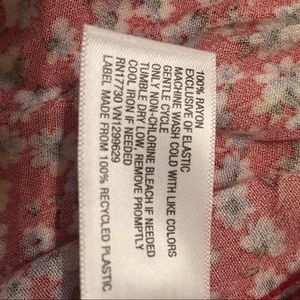 100% RAYON
EXCLUSIVE OF ELASTIC
MACHINE WASH COLD WITH LIKE COLORS
GENTLE CYCLE
ONLY NON-CHLORINE BLEACH IF NEEDED
TUMBLE DRY LOW, REMOVE PROMPTLY
COOL IRON IF NEEDED
RN17730 VN1299629
LABEL MADE FROM 100% RECYCLED PLASTIC